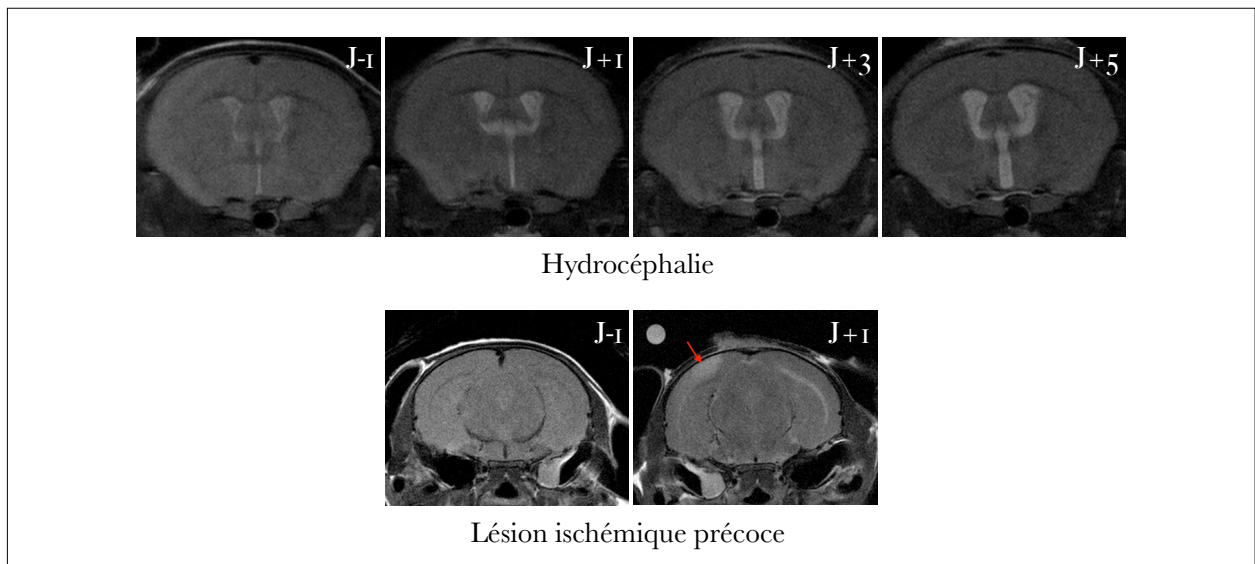 J-1
J+1
J+3
J+5
Hydrocéphalie
J-1
J+1
Lésion ischémique précoce